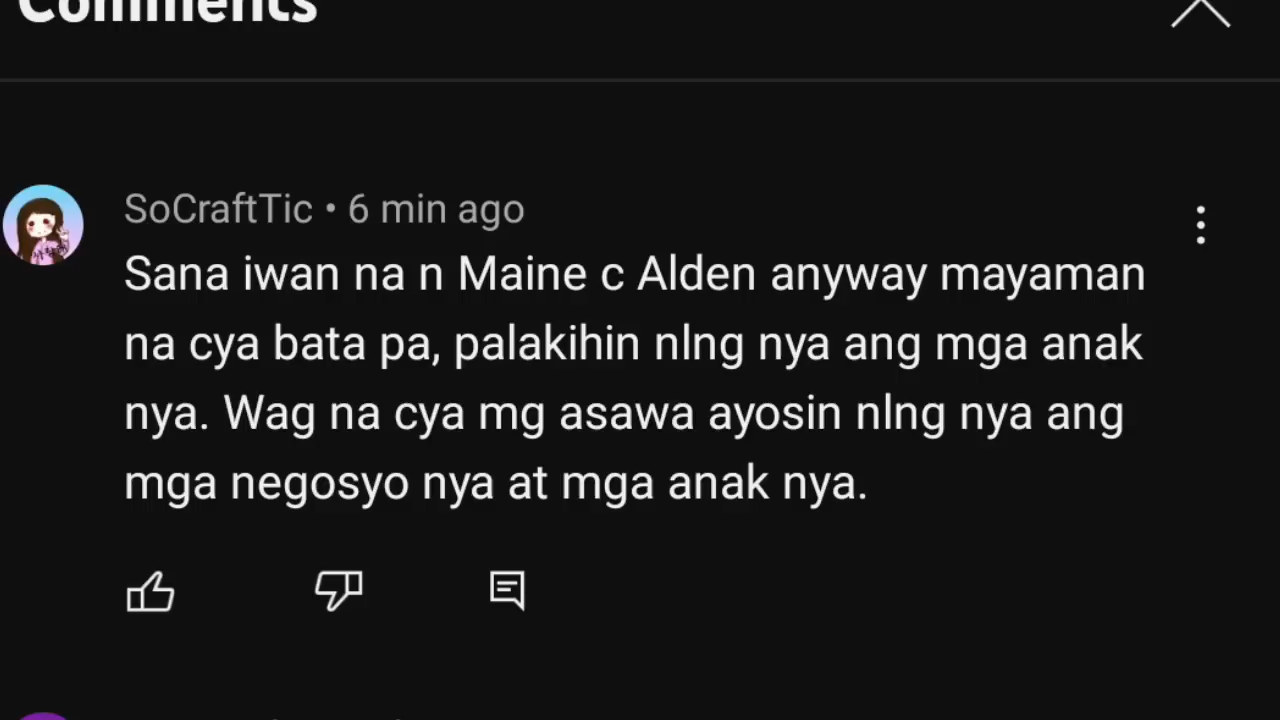 Comments
SoCraftTic • 6 min ago
Sana iwan na n Maine c Alden anyway mayaman
na cya bata pa, palakihin nlng nya ang mga anak
nya. Wag na cya mg asawa ayosin nlng nya ang
mga negosyo nya at mga anak nya.